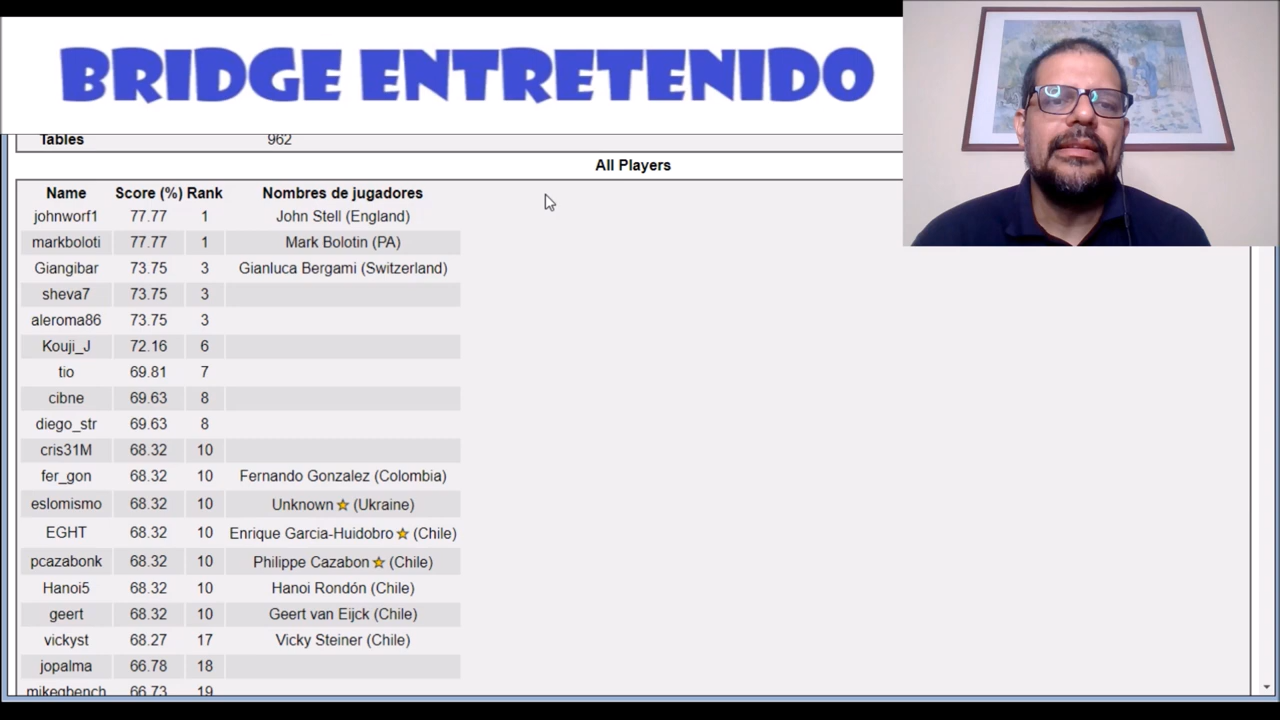 BRIDGE ENTRETENIDO
Tables 962
All Players
Name Score (%) Rank Nombres de jugadores
johnworf1 77.77 1 John Stell (England)
markboloti 77.77 1 Mark Bolotin (PA)
Giangibar 73.75 3 Gianluca Bergami (Switzerland)
sheva7 73.75 3
aleroma86 73.75 3
Kouji_J 72.16 6
tio 69.81 7
cibne 69.63 8
diego_str 69.63 8
cris31M 68.32 10
fer_gon 68.32 10 Fernando Gonzalez (Colombia)
eslomismo 68.32 10 Unknown ★ (Ukraine)
EGHT 68.32 10 Enrique Garcia-Huidobro ★ (Chile)
pcazabonk 68.32 10 Philippe Cazabon ★ (Chile)
Hanoi5 68.32 10 Hanoi Rondón (Chile)
geert 68.32 10 Geert van Eijck (Chile)
vickyst 68.27 17 Vicky Steiner (Chile)
jopalma 66.78 18
mikegbench 66.73 19